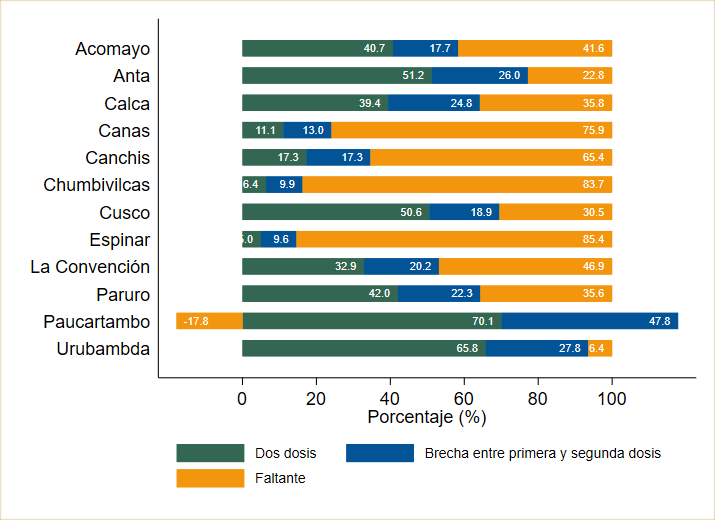 Acomayo 40.7 17.7 41.6
Anta 51.2 26.0 22.8
Calca 39.4 24.8 35.8
Canas 11.1 13.0 75.9
Canchis 17.3 17.3 65.4
Chumbivilcas 6.4 9.9 83.7
Cusco 50.6 18.9 30.5
Espinar 5.0 9.6 85.4
La Convención 32.9 20.2 46.9
Paruro 42.0 22.3 35.6
Paucartambo -17.8 70.1 47.8
Urubambda 65.8 27.8 6.4
0 20 40 60 80 100
Porcentaje (%)
Dos dosis Brecha entre primera y segunda dosis
Faltante